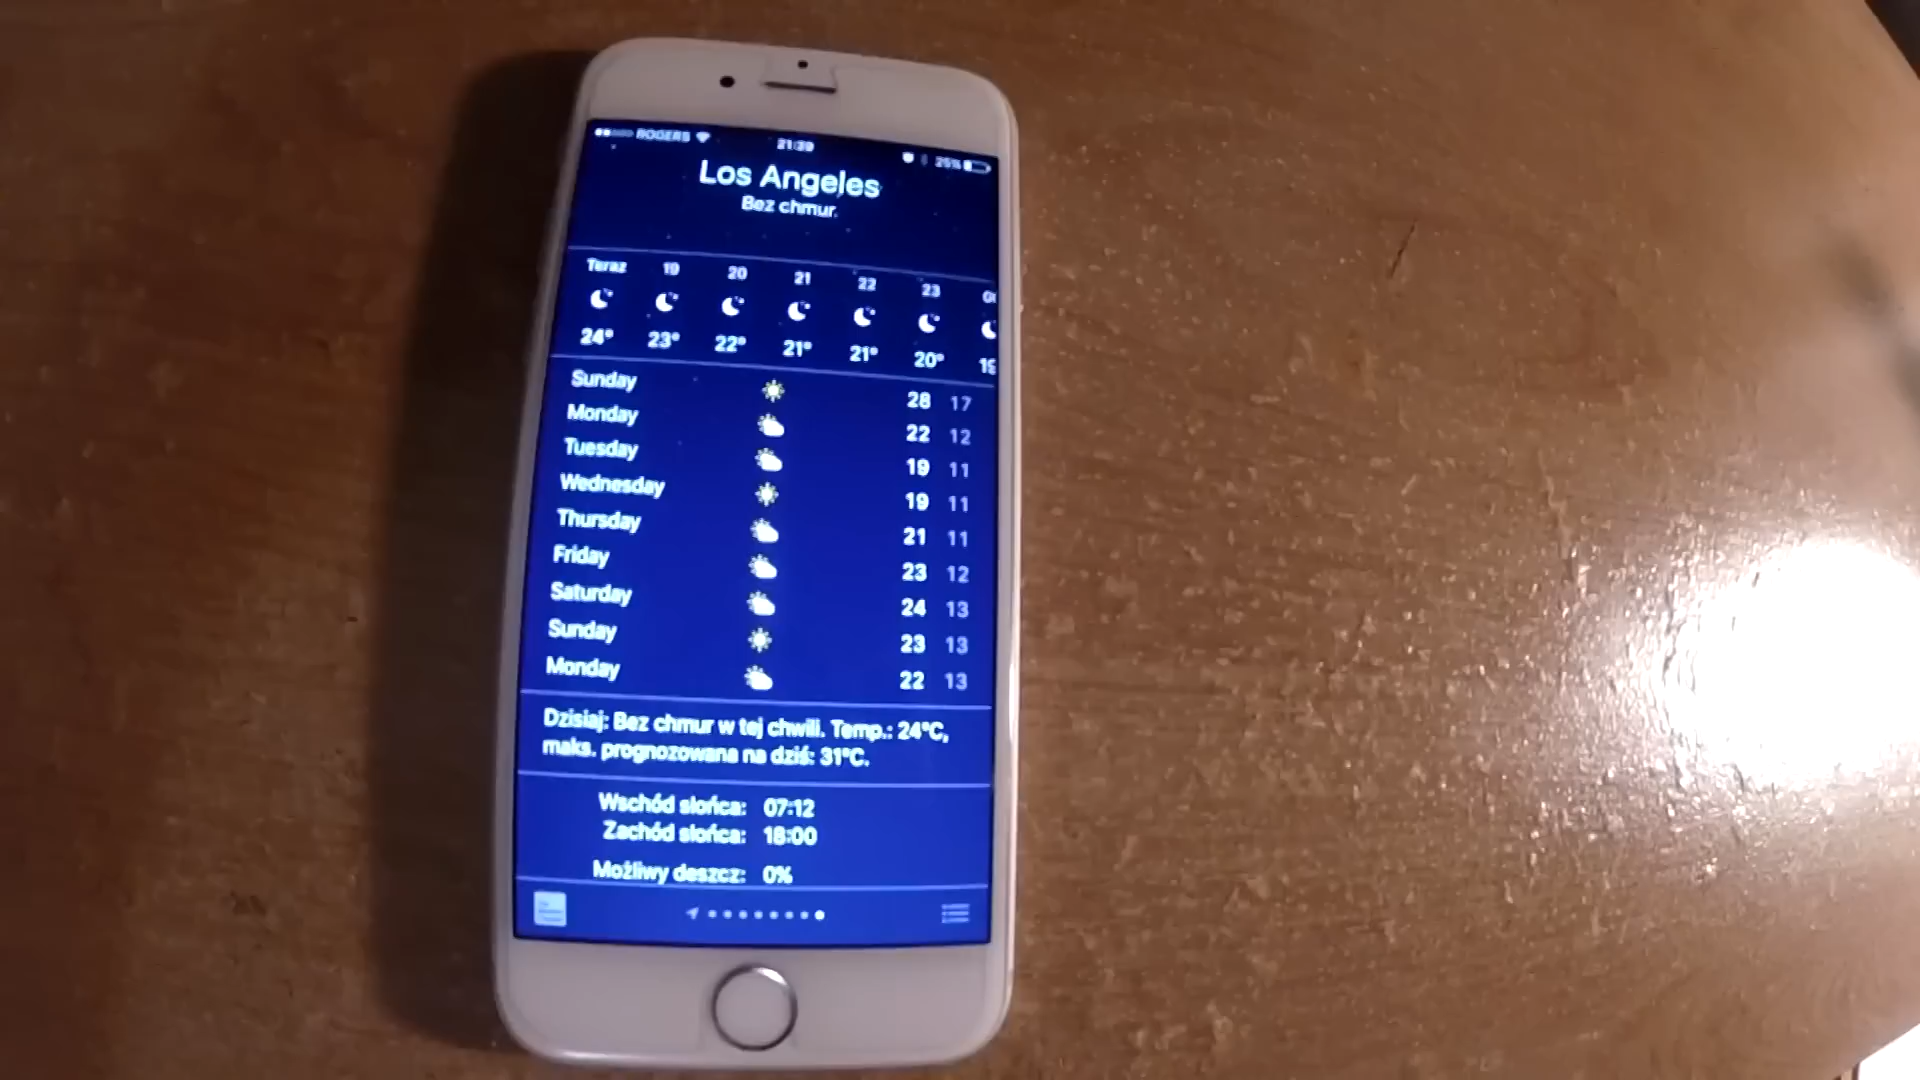 ROGERS 21:39 25%
Los Angeles
Bez chmur
Teraz 19 20 21 22 23
24° 23° 22° 21° 21° 20° 19
Sunday 28 17
Monday 22 12
Tuesday 19 11
Wednesday 19 11
Thursday 21 11
Friday 23 12
Saturday 24 13
Sunday 23 13
Monday 22 13
Dzisiaj: Bez chmur w tej chwili. Temp.: 24°C,
maks. prognozowana na dziś: 31°C.
Wschód słońca: 07:12
Zachód słońca: 18:00
Możliwy deszcz: 0%